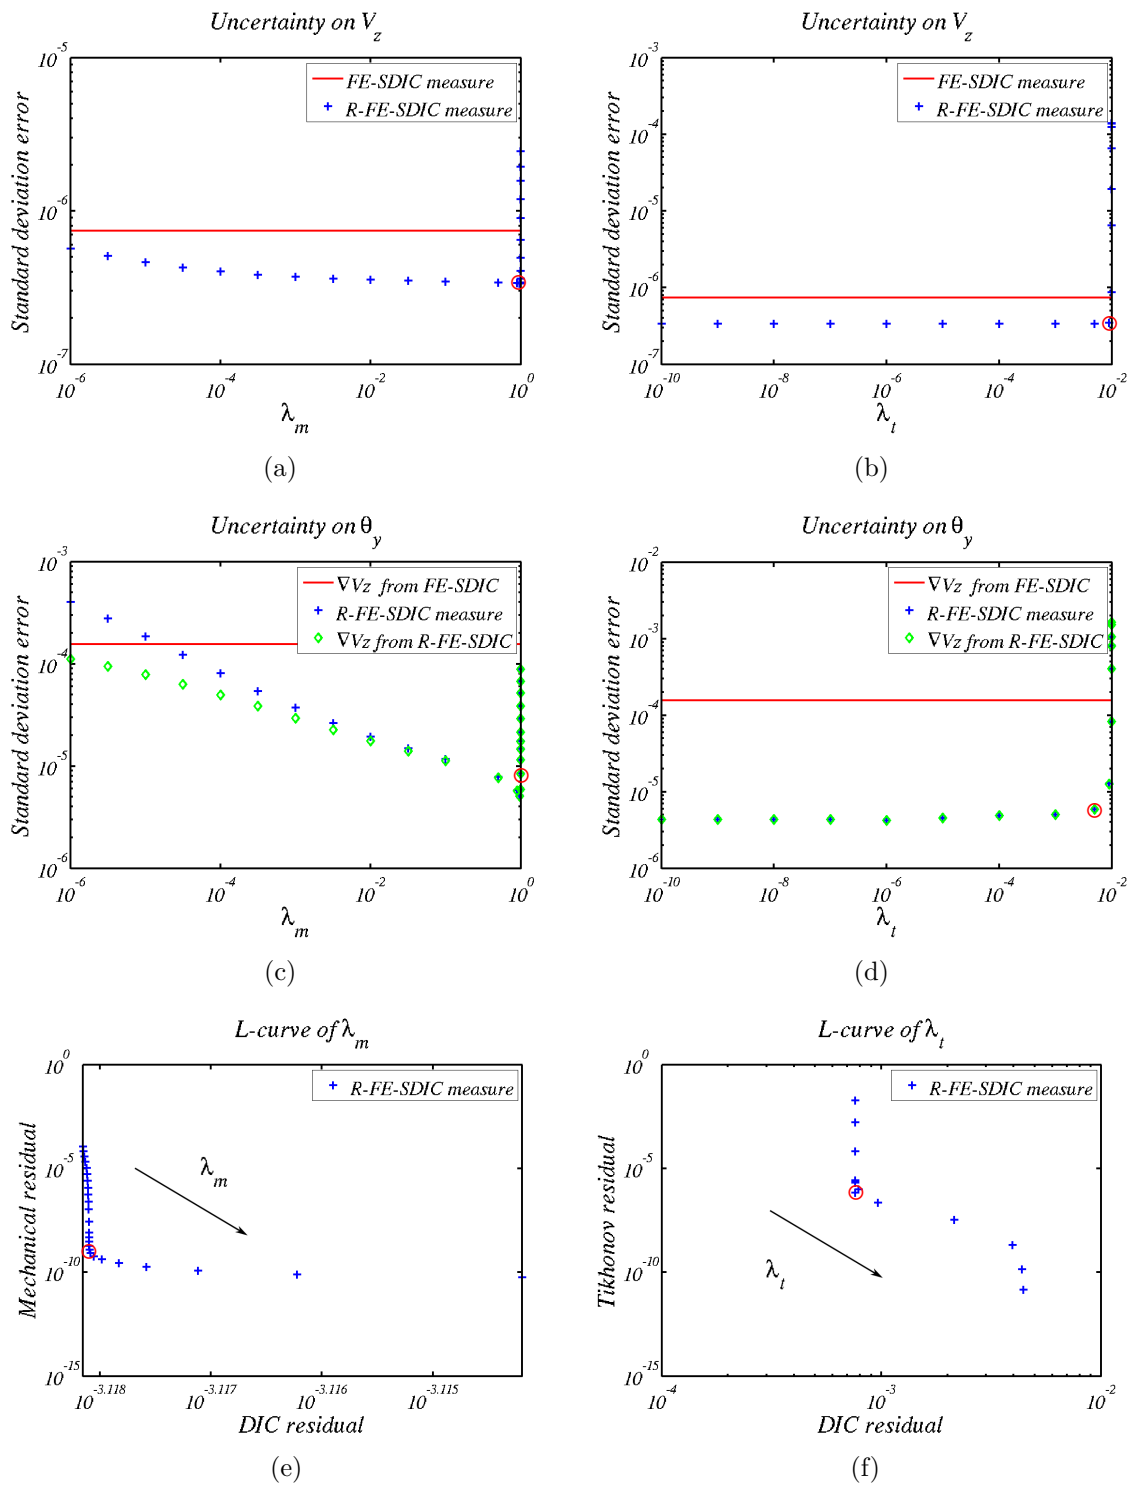 Uncertainty on V_z
Standard deviation error
10^-5
10^-6
10^-7
FE-SDIC measure
R-FE-SDIC measure
10^-6 10^-4 10^-2 10^0
λ_m
(a)
Uncertainty on V_z
Standard deviation error
10^-3
10^-4
10^-5
10^-6
10^-7
FE-SDIC measure
R-FE-SDIC measure
10^-10 10^-8 10^-6 10^-4 10^-2
λ_t
(b)
Uncertainty on θ_y
Standard deviation error
10^-3
10^-4
10^-5
10^-6
∇Vz from FE-SDIC
R-FE-SDIC measure
∇Vz from R-FE-SDIC
10^-6 10^-4 10^-2 10^0
λ_m
(c)
Uncertainty on θ_y
Standard deviation error
10^-2
10^-3
10^-4
10^-5
10^-6
∇Vz from FE-SDIC
R-FE-SDIC measure
∇Vz from R-FE-SDIC
10^-10 10^-8 10^-6 10^-4 10^-2
λ_t
(d)
L-curve of λ_m
Mechanical residual
10^0
10^-5
10^-10
10^-15
R-FE-SDIC measure
λ_m
10^-3.118 10^-3.117 10^-3.116 10^-3.115
DIC residual
(e)
L-curve of λ_t
Tikhonov residual
10^0
10^-5
10^-10
10^-15
R-FE-SDIC measure
λ_t
10^-4 10^-3 10^-2
DIC residual
(f)